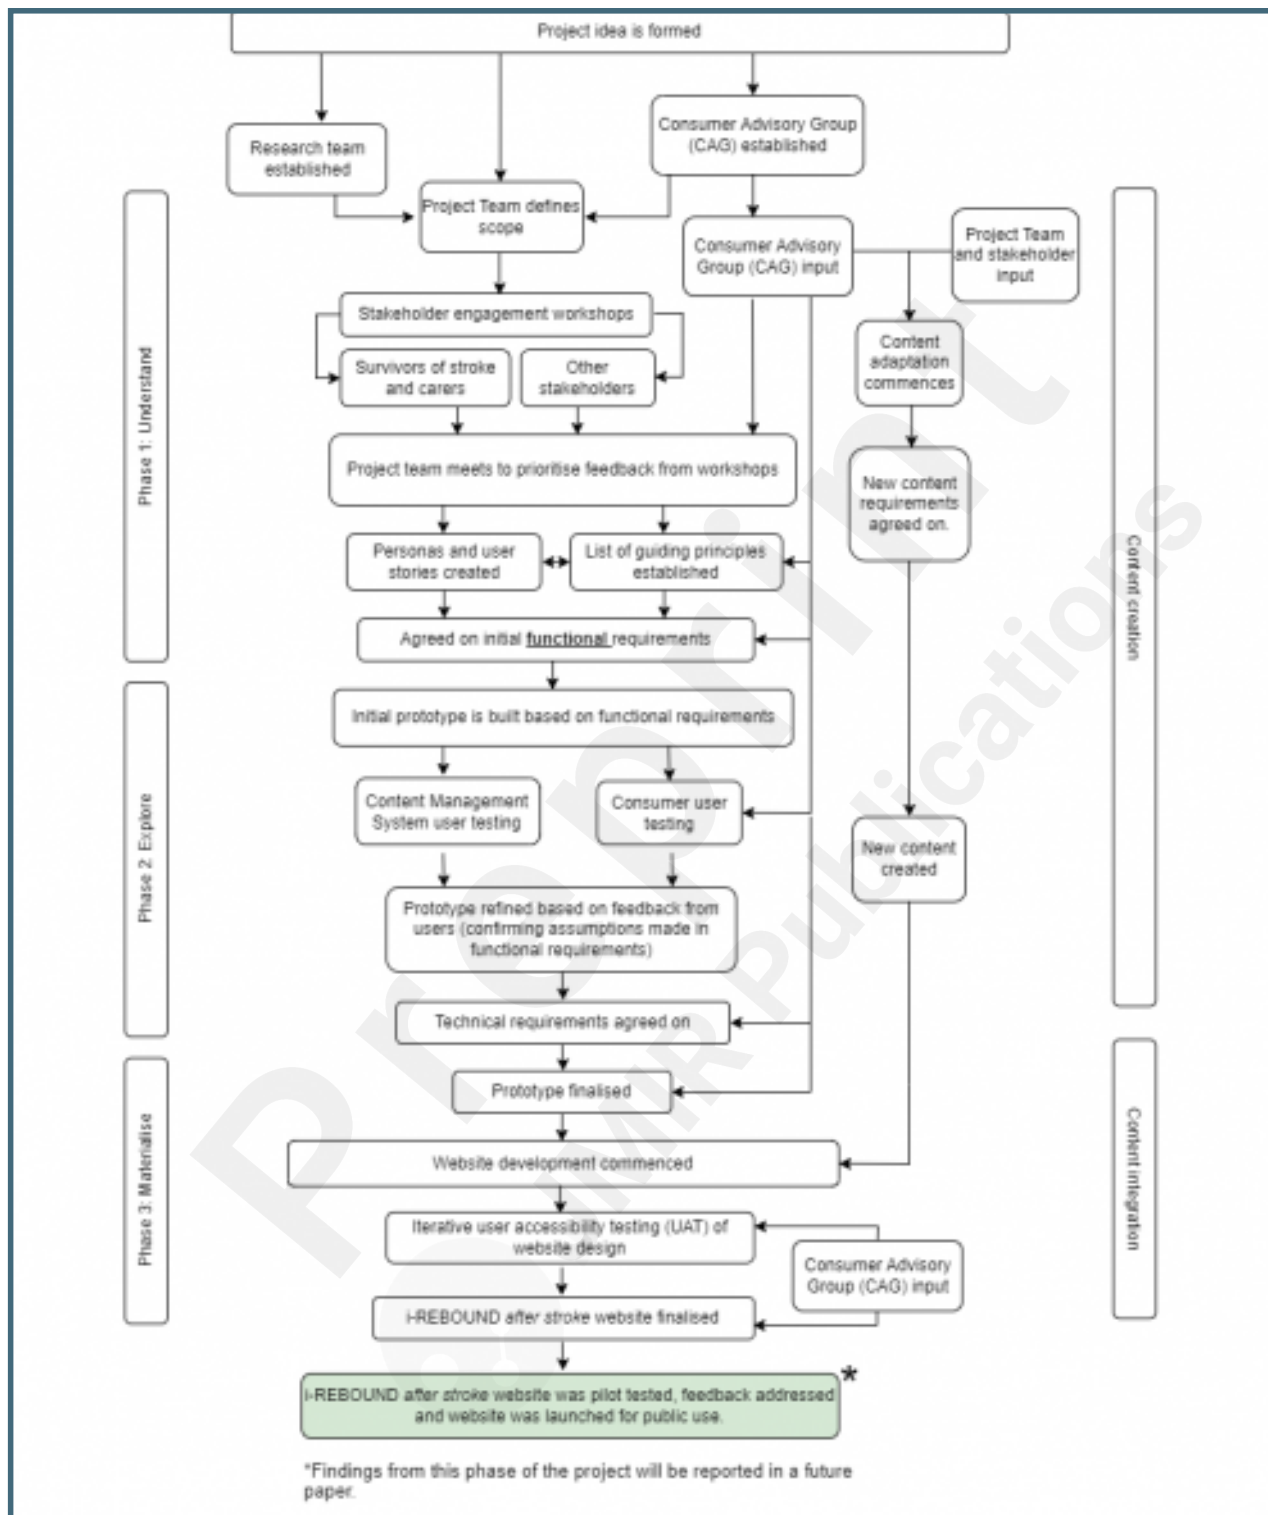 Project idea is formed
Research team
established
Consumer Advisory Group
(CAG) established
Project Team defines
scope
Consumer Advisory
Group (CAG) input
Project Team
and stakeholder
input
Stakeholder engagement workshops
Survivors of stroke
and carers
Other
stakeholders
Content
adaptation
commences
Phase 1: Understand
Project team meets to prioritise feedback from workshops
New content
requirements
agreed on.
Personas and user
stories created
List of guiding principles
established
Content creation
Agreed on initial functional requirements
Initial prototype is built based on functional requirements
Content Management
System user testing
Consumer user
testing
Phase 2: Explore
New content
created
Prototype refined based on feedback from
users (confirming assumptions made in
functional requirements)
Technical requirements agreed on
Prototype finalised
Phase 3: Materialise
Website development commenced
Content integration
Iterative user accessibility testing (UAT) of
website design
Consumer Advisory
Group (CAG) input
i-REBOUND after stroke website finalised
i-REBOUND after stroke website was pilot tested, feedback addressed
and website was launched for public use.
*
*Findings from this phase of the project will be reported in a future
paper.
Preprint
JMIR Publications